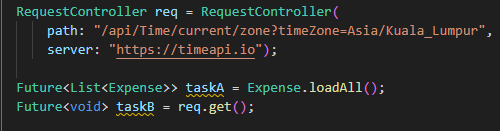 RequestController req = RequestController(
path: "/api/Time/current/zone?timeZone=Asia/Kuala_Lumpur",
server: "https://timeapi.io");
Future<List<Expense>> taskA = Expense.loadAll();
Future<void> taskB = req.get();